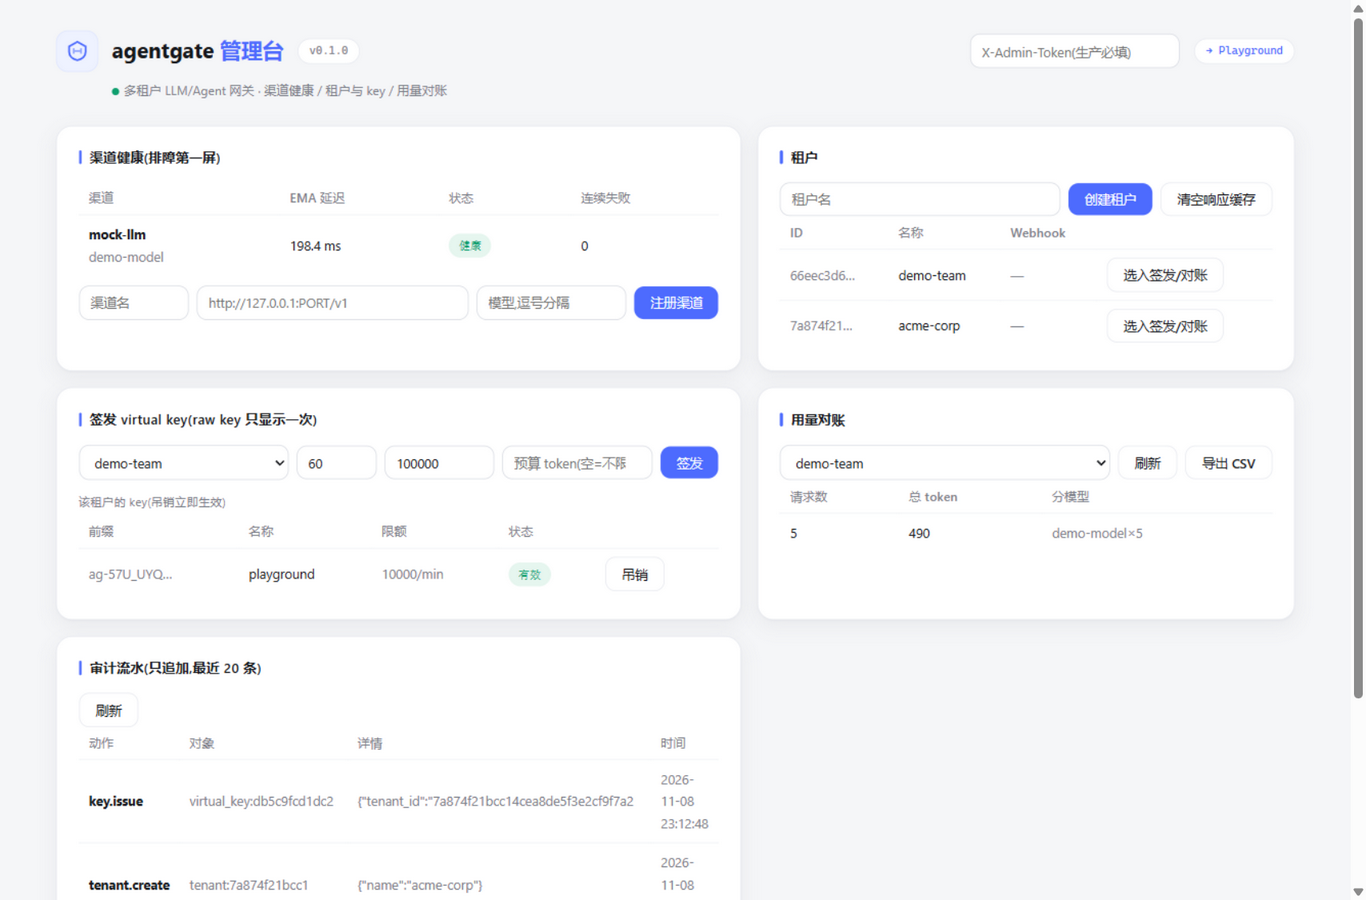 agentgate 管理台 v0.1.0
X-Admin-Token(生产必填)
→ Playground
多租户 LLM/Agent 网关 · 渠道健康 / 租户与 key / 用量对账
渠道健康(排障第一屏)
渠道 EMA 延迟 状态 连续失败
mock-llm
demo-model
198.4 ms 健康 0
渠道名 http://127.0.0.1:PORT/v1 模型,逗号分隔 注册渠道
租户
租户名 创建租户 清空响应缓存
ID 名称 Webhook
66eec3d6... demo-team — 选入签发/对账
7a874f21... acme-corp — 选入签发/对账
签发 virtual key(raw key 只显示一次)
demo-team 60 100000 预算 token(空=不限 签发
该租户的 key(吊销立即生效)
前缀 名称 限额 状态
ag-57U_UYQ... playground 10000/min 有效 吊销
用量对账
demo-team 刷新 导出 CSV
请求数 总 token 分模型
5 490 demo-model×5
审计流水(只追加,最近 20 条)
刷新
动作 对象 详情 时间
key.issue virtual_key:db5c9fcd1dc2 {"tenant_id":"7a874f21bcc14cea8de5f3e2cf9f7a2
2026-
11-08
23:12:48
tenant.create tenant:7a874f21bcc1 {"name":"acme-corp"}
2026-
11-08